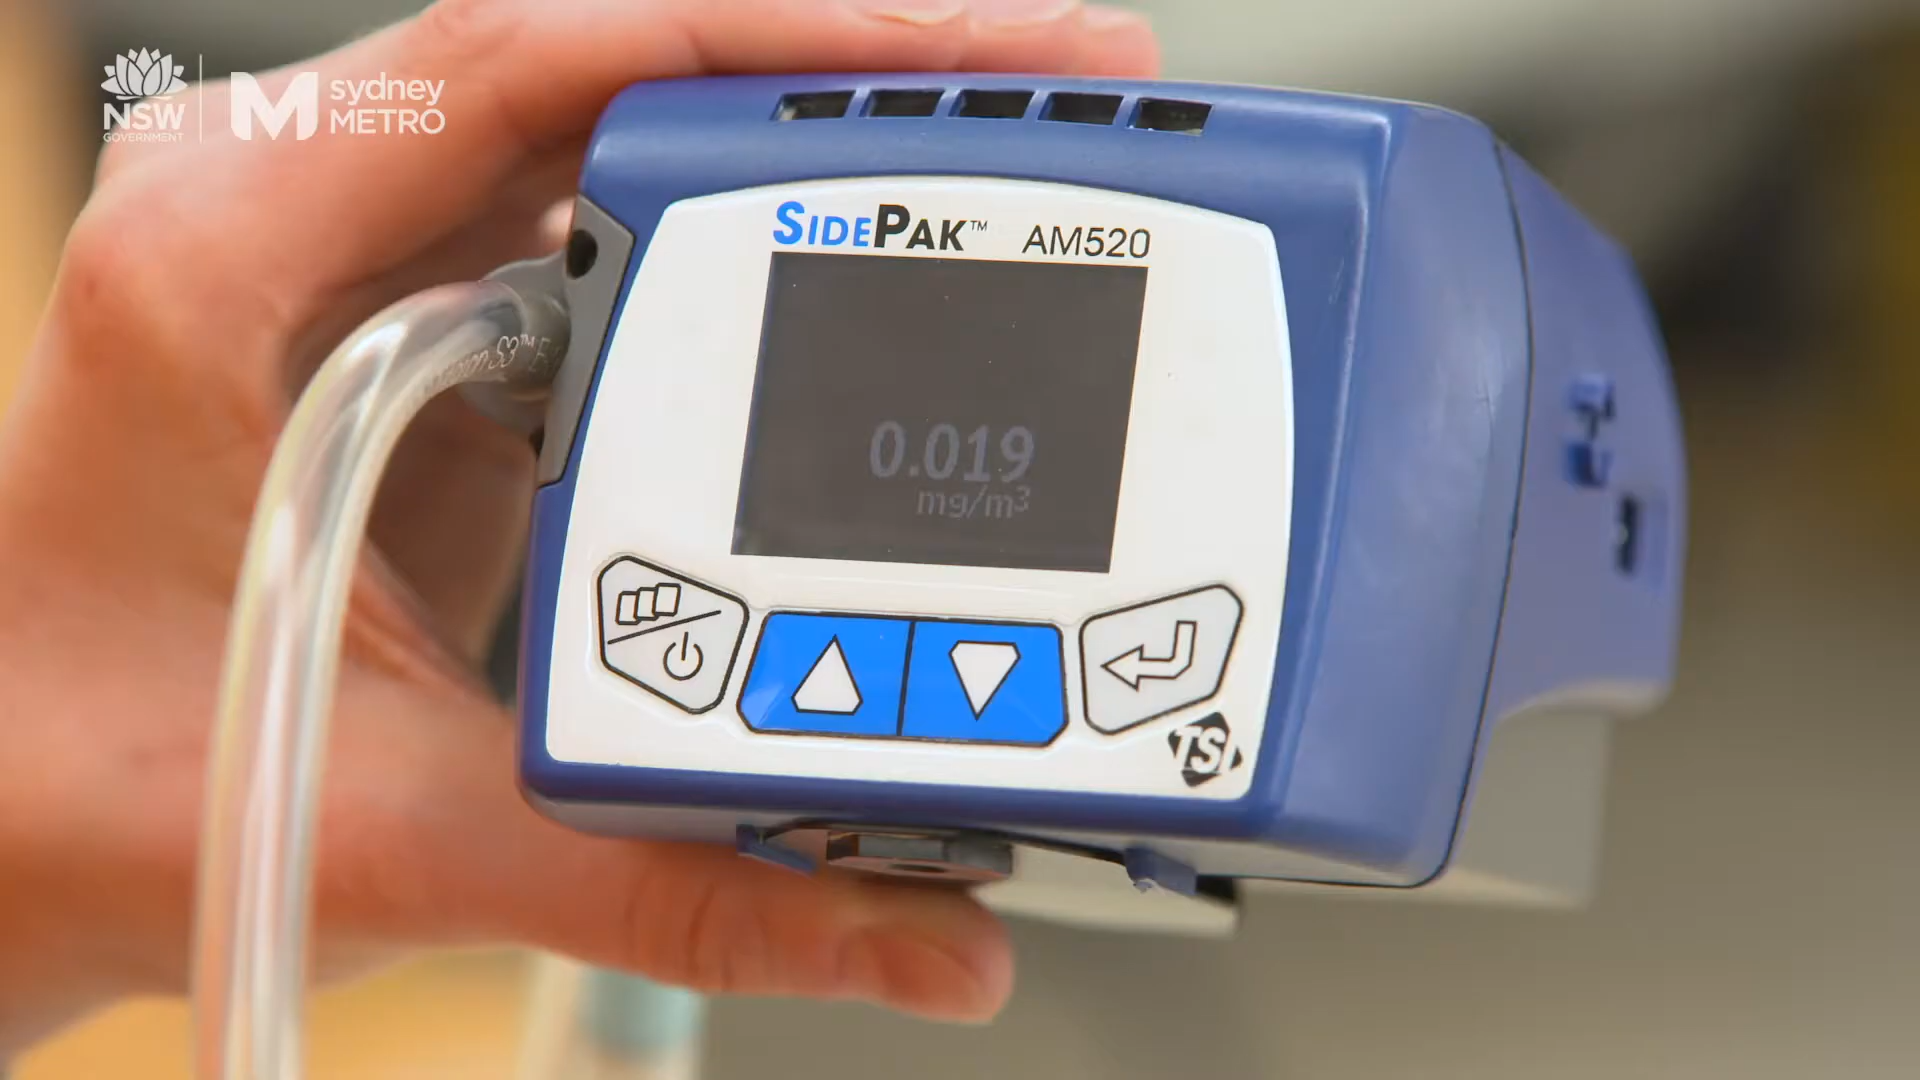 NSW
GOVERNMENT
sydney
METRO
SIDEPAK™ AM520
0.019
mg/m³
TSI